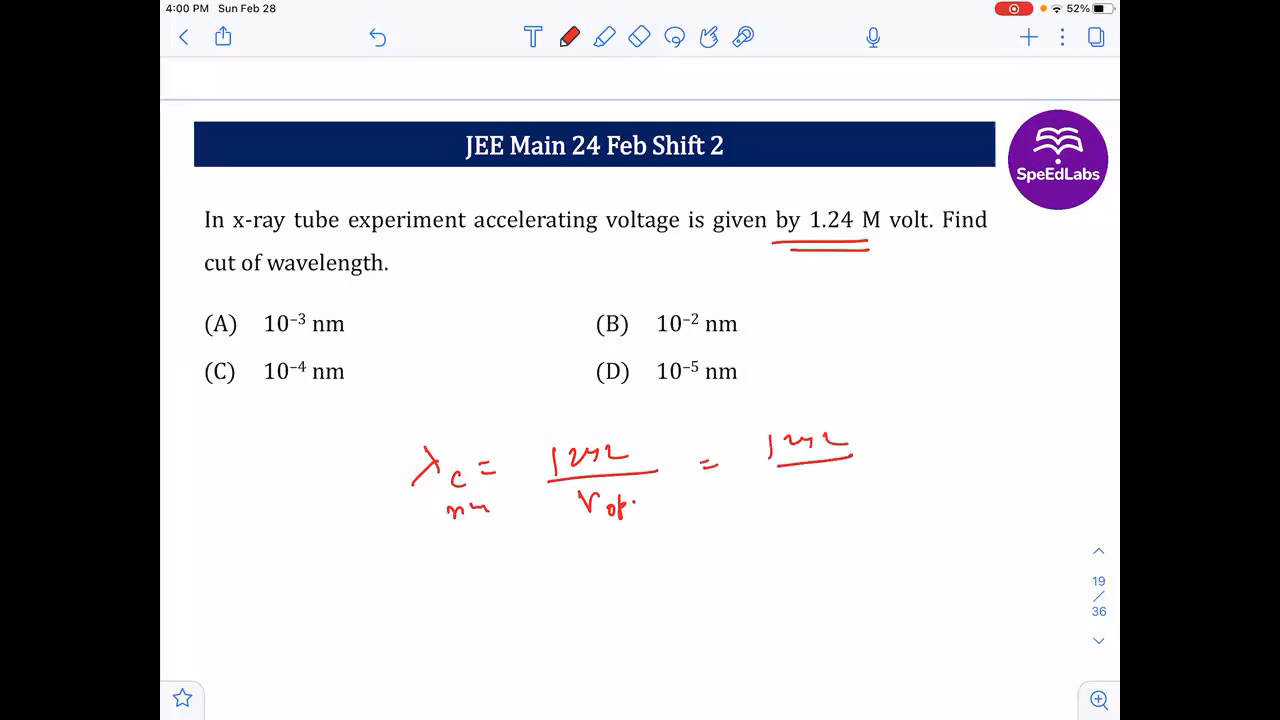 4:00 PM Sun Feb 28
52%
JEE Main 24 Feb Shift 2
SpeEdLabs
In x-ray tube experiment accelerating voltage is given by 1.24 M volt. Find
cut of wavelength.
(A) 10⁻³ nm (B) 10⁻² nm
(C) 10⁻⁴ nm (D) 10⁻⁵ nm
λc = 1242 = 1242
nm
19
/
36